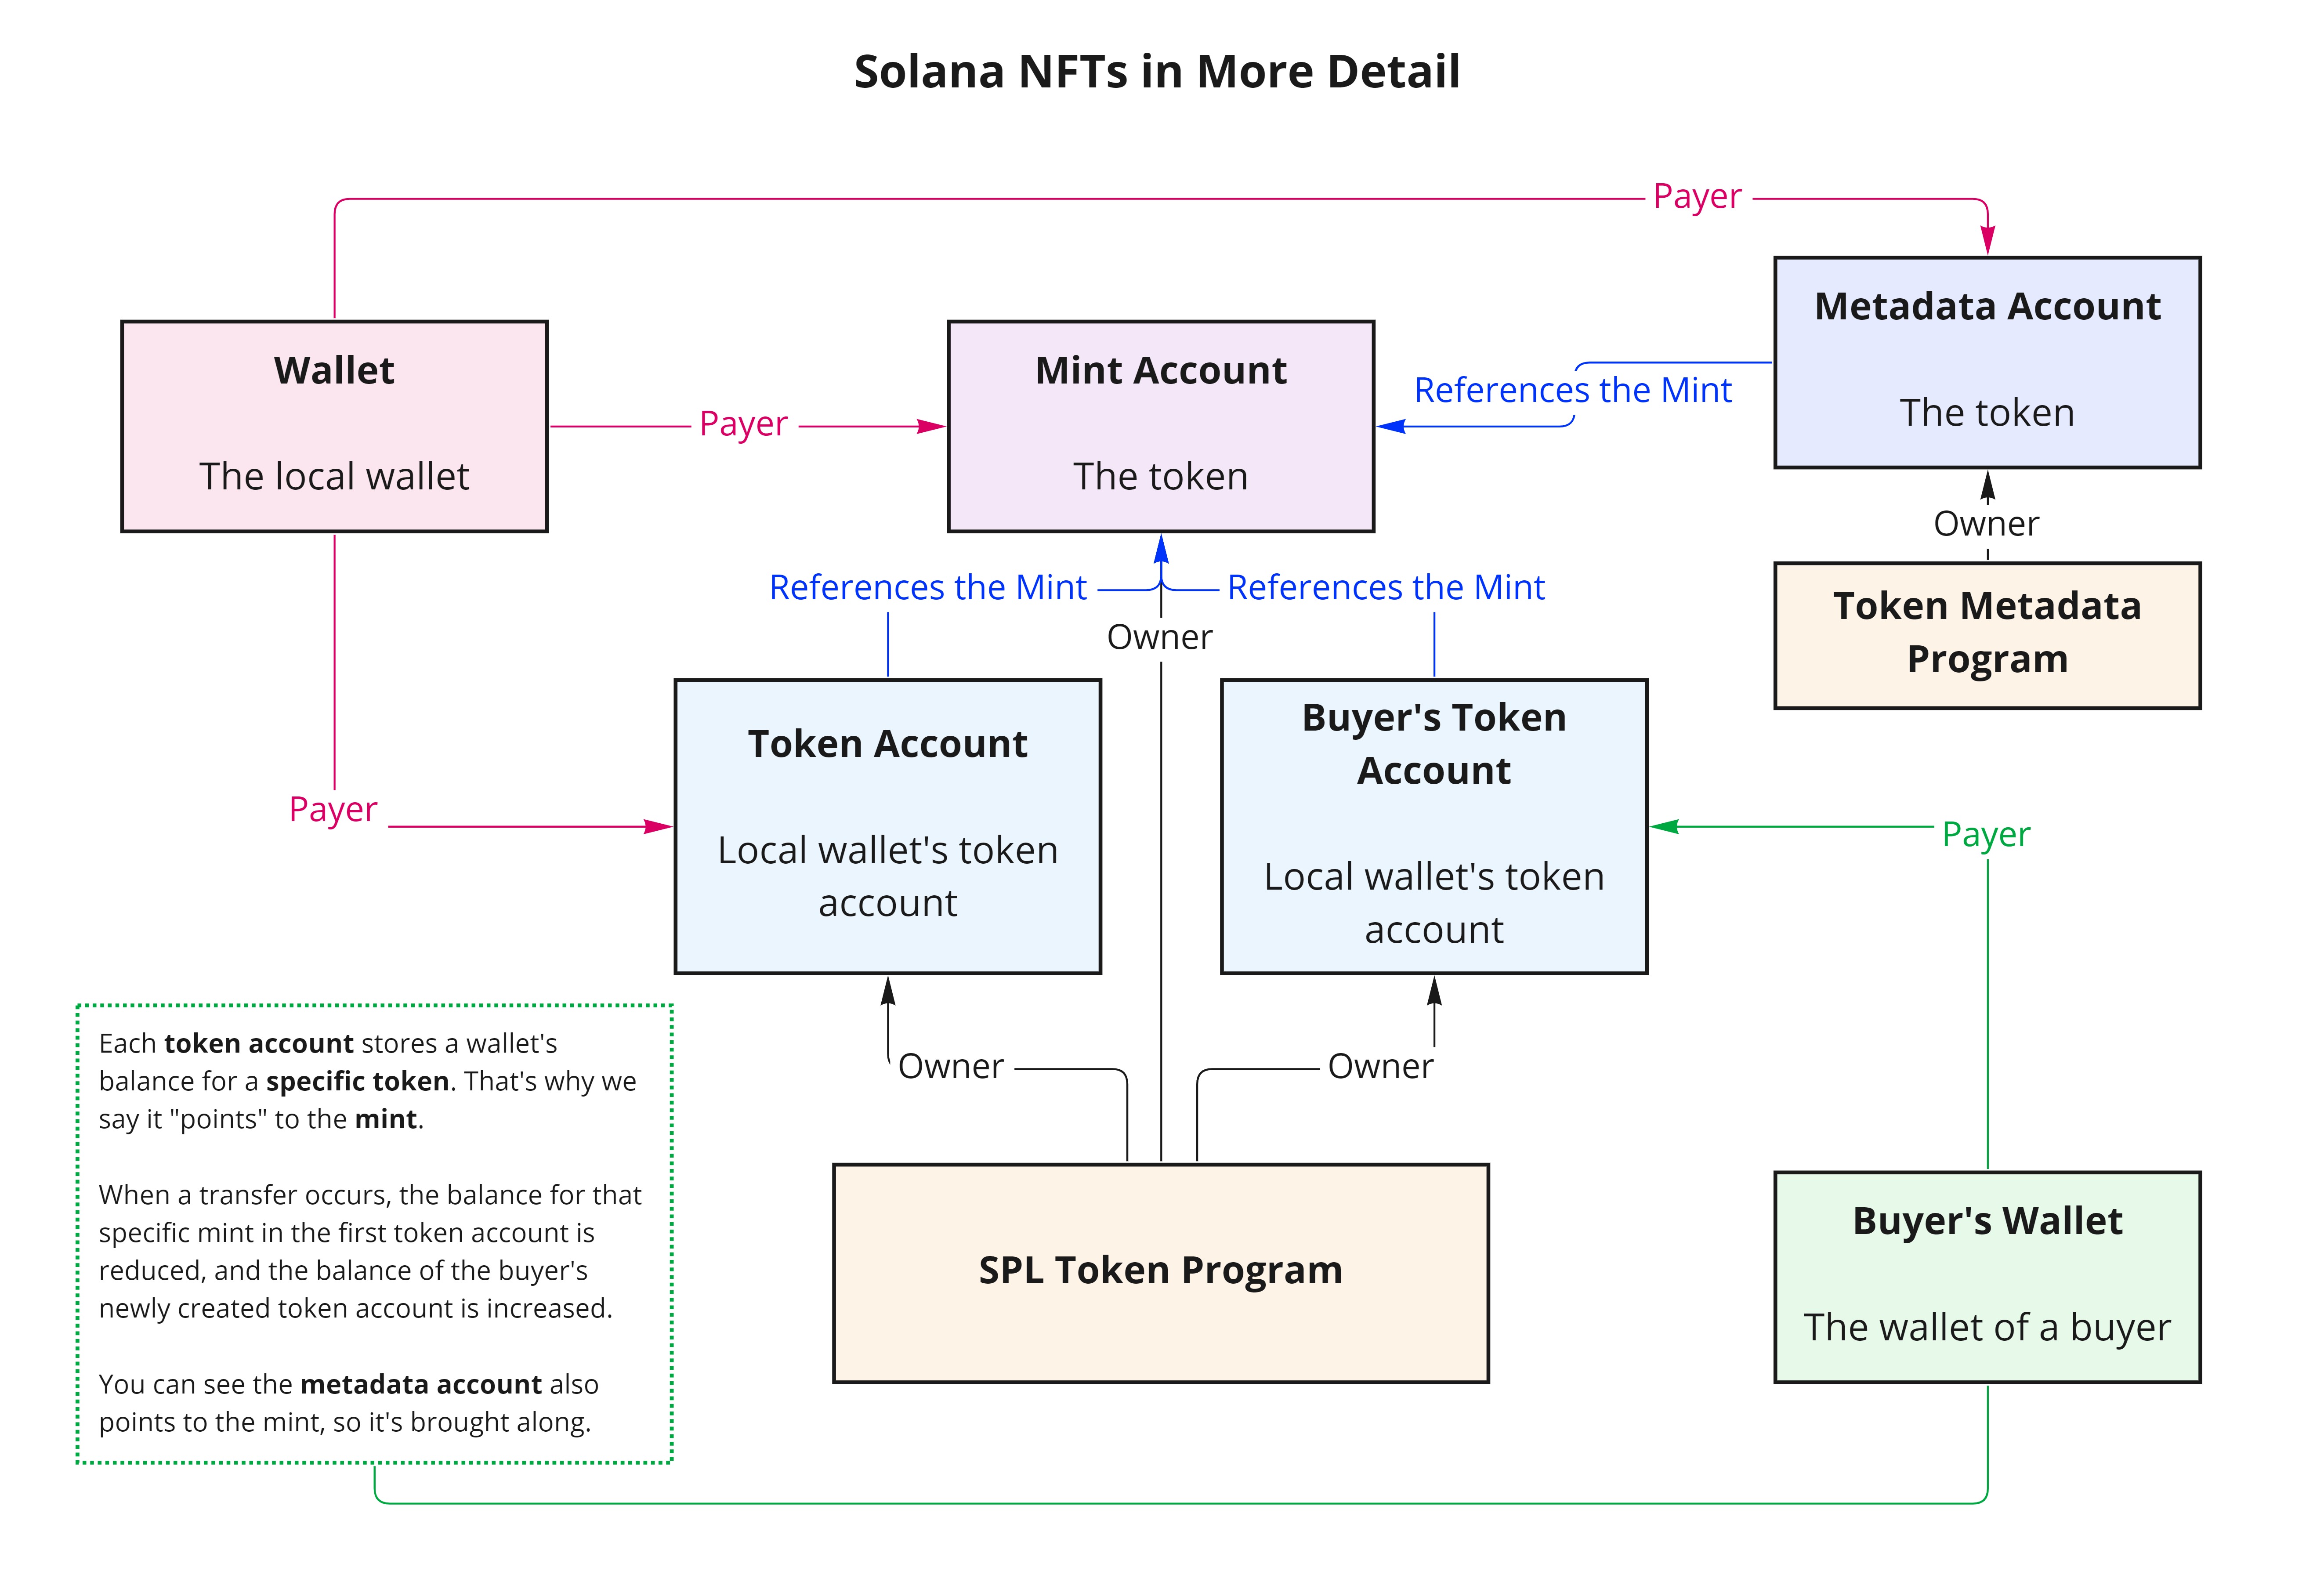 Solana NFTs in More Detail
Payer
Metadata Account
The token
Wallet
The local wallet
Payer
Mint Account
The token
References the Mint
Owner
Token Metadata
Program
References the Mint
References the Mint
Owner
Token Account
Local wallet's token
account
Buyer's Token
Account
Local wallet's token
account
Payer
Payer
Owner
Owner
Each token account stores a wallet's
balance for a specific token. That's why we
say it "points" to the mint.
When a transfer occurs, the balance for that
specific mint in the first token account is
reduced, and the balance of the buyer's
newly created token account is increased.
You can see the metadata account also
points to the mint, so it's brought along.
SPL Token Program
Buyer's Wallet
The wallet of a buyer